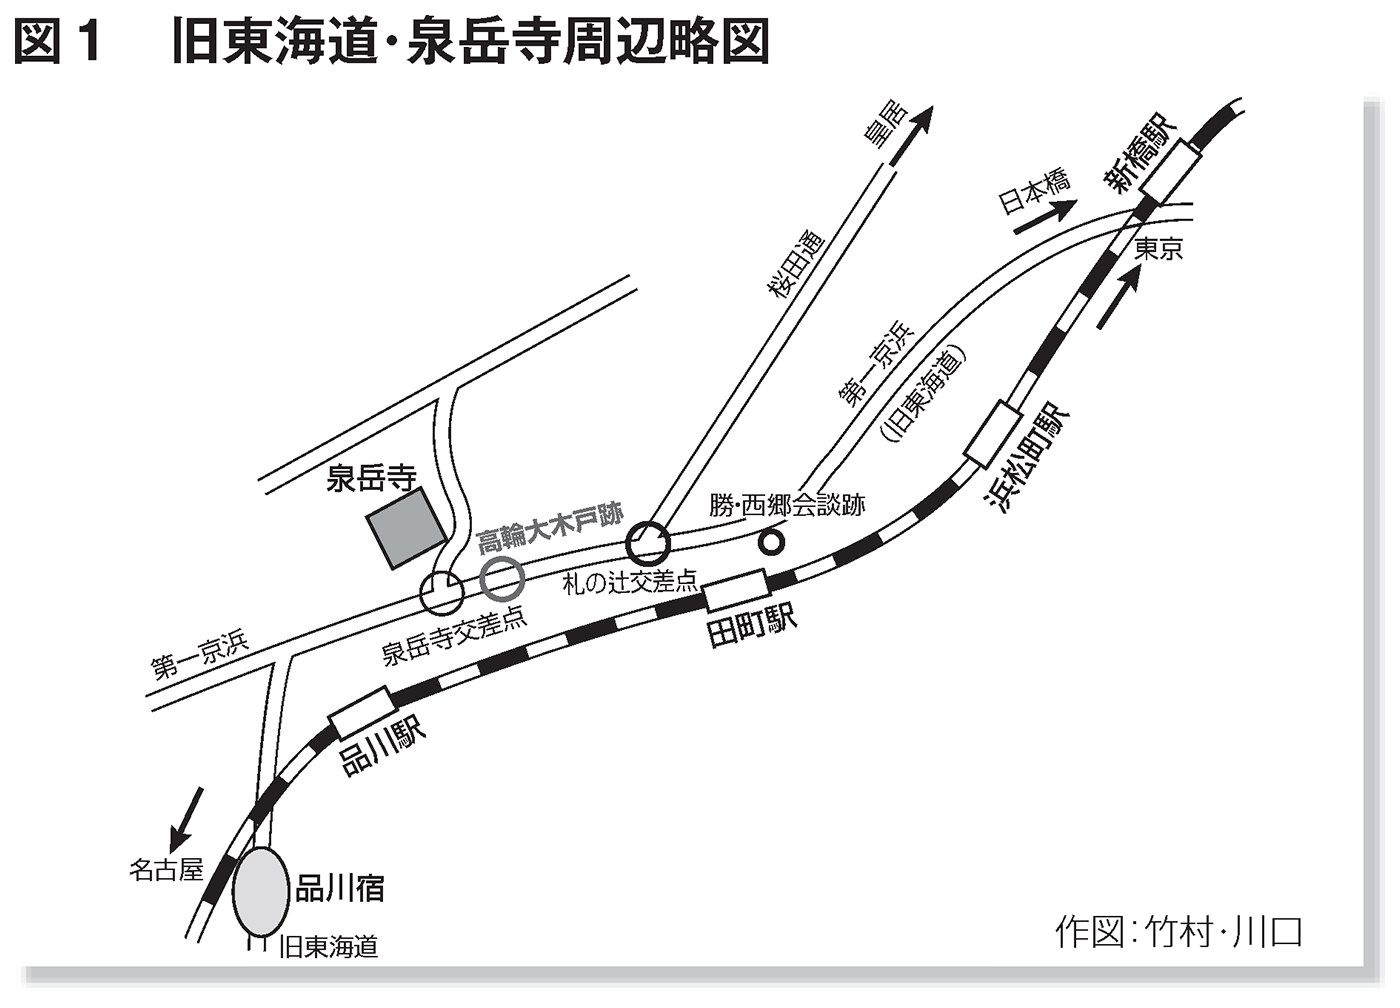 図1　旧東海道・泉岳寺周辺略図
皇居
新橋駅
日本橋
東京
桜田通
第一京浜
(旧東海道)
浜松町駅
泉岳寺
高輪大木戸跡
勝・西郷会談跡
札の辻交差点
田町駅
泉岳寺交差点
第一京浜
品川駅
名古屋
品川宿
旧東海道
作図：竹村・川口